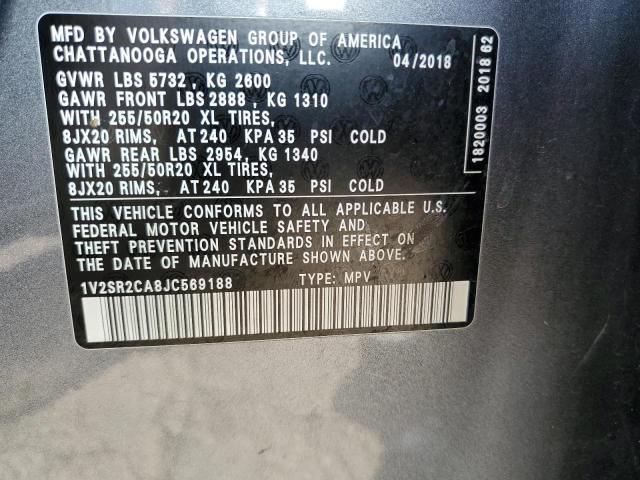 MFD BY VOLKSWAGEN GROUP OF AMERICA
CHATTANOOGA OPERATIONS, LLC. 04/2018
GVWR LBS 5732 , KG 2600
GAWR FRONT LBS 2888 , KG 1310
WITH 255/50R20 XL TIRES,
8JX20 RIMS, AT 240 KPA 35 PSI COLD
GAWR REAR LBS 2954, KG 1340
WITH 255/50R20 XL TIRES,
8JX20 RIMS, AT 240 KPA 35 PSI COLD
THIS VEHICLE CONFORMS TO ALL APPLICABLE U.S.
FEDERAL MOTOR VEHICLE SAFETY AND
THEFT PREVENTION STANDARDS IN EFFECT ON
THE DATE OF MANUFACTURE SHOWN ABOVE.
1V2SR2CA8JC569188 TYPE: MPV
1820003 2018 62